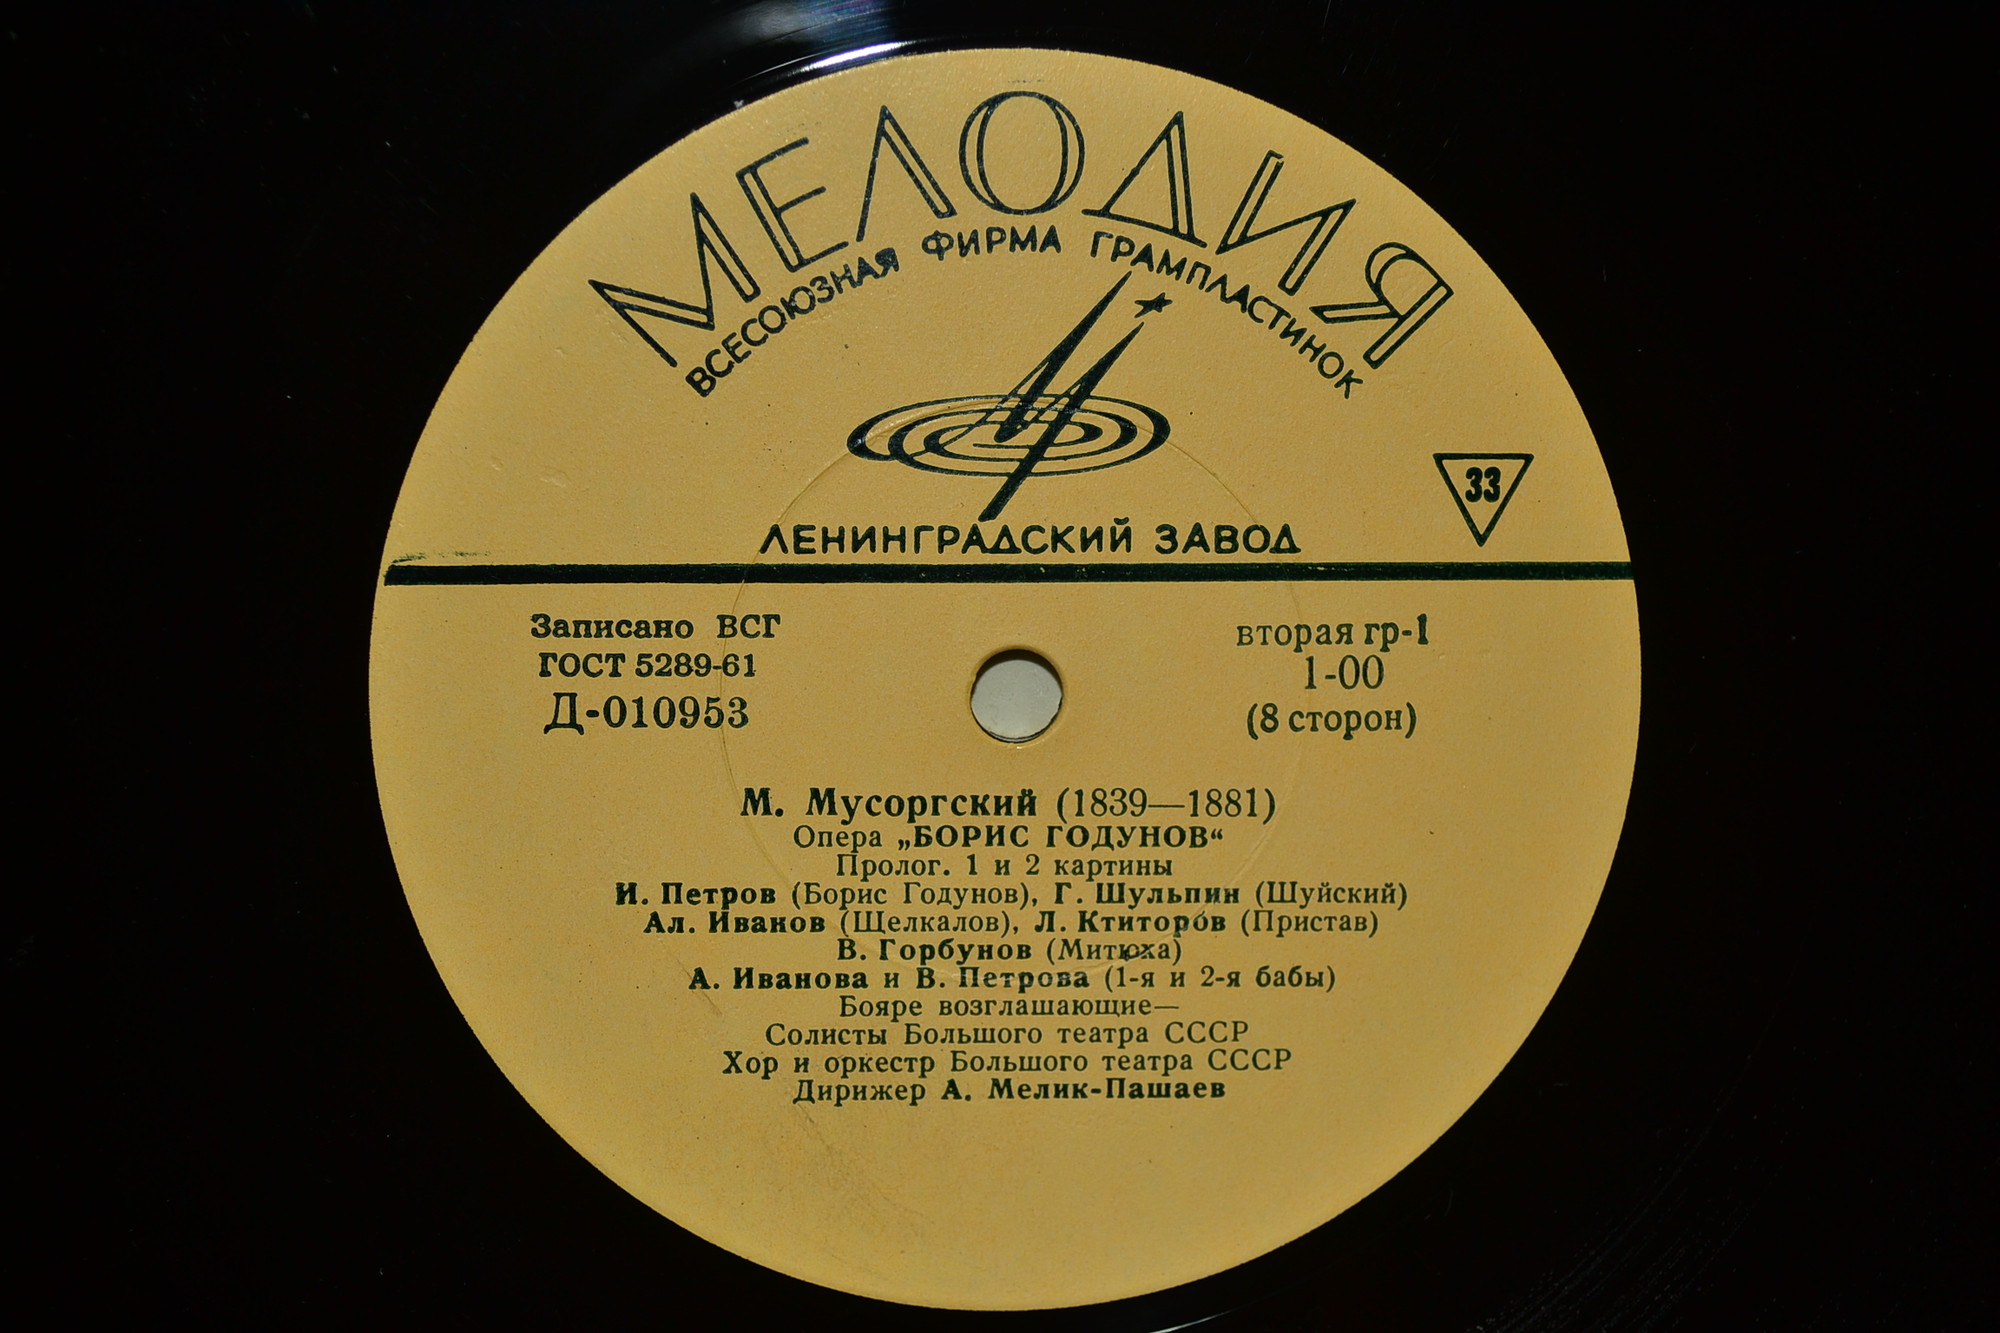 МЕЛОДИЯ
ВСЕСОЮЗНАЯ ФИРМА ГРАМПЛАСТИНОК
33
ЛЕНИНГРАДСКИЙ ЗАВОД
Записано ВСГ
ГОСТ 5289-61
Д-010953
вторая гр-1
1-00
(8 сторон)
М. Мусоргский (1839—1881)
Опера „БОРИС ГОДУНОВ“
Пролог. 1 и 2 картины
И. Петров (Борис Годунов), Г. Шульпин (Шуйский)
Ал. Иванов (Щелкалов), Л. Ктиторов (Пристав)
В. Горбунов (Митюха)
А. Иванова и В. Петрова (1-я и 2-я бабы)
Бояре возглашающие—
Солисты Большого театра СССР
Хор и оркестр Большого театра СССР
Дирижер А. Мелик-Пашаев